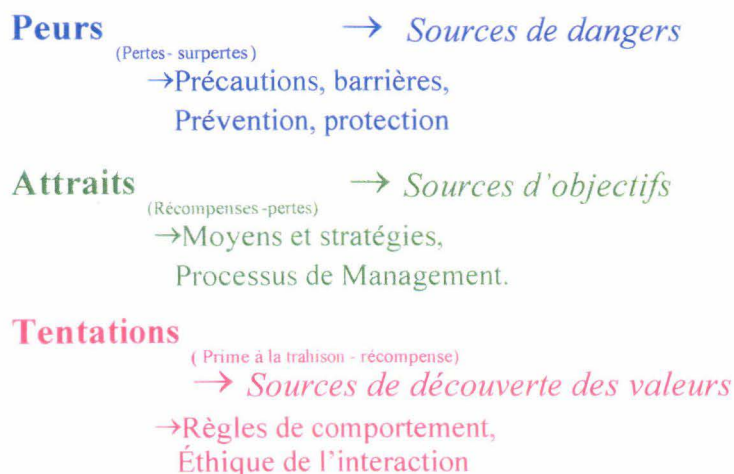 Peurs → Sources de dangers
(Pertes- surpertes)
→Précautions, barrières,
Prévention, protection
Attraits → Sources d'objectifs
(Récompenses -pertes)
→Moyens et stratégies,
Processus de Management.
Tentations
( Prime à la trahison - récompense)
→ Sources de découverte des valeurs
→Règles de comportement,
Éthique de l'interaction